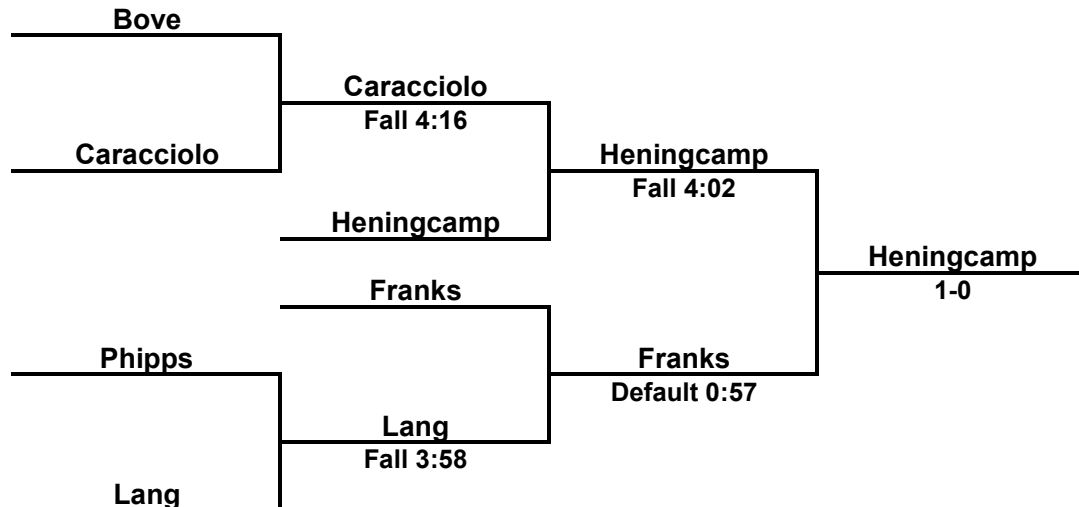 Bove
Caracciolo
Fall 4:16
Caracciolo
Heningcamp
Fall 4:02
Heningcamp
Heningcamp
1-0
Franks
Phipps
Franks
Default 0:57
Lang
Fall 3:58
Lang